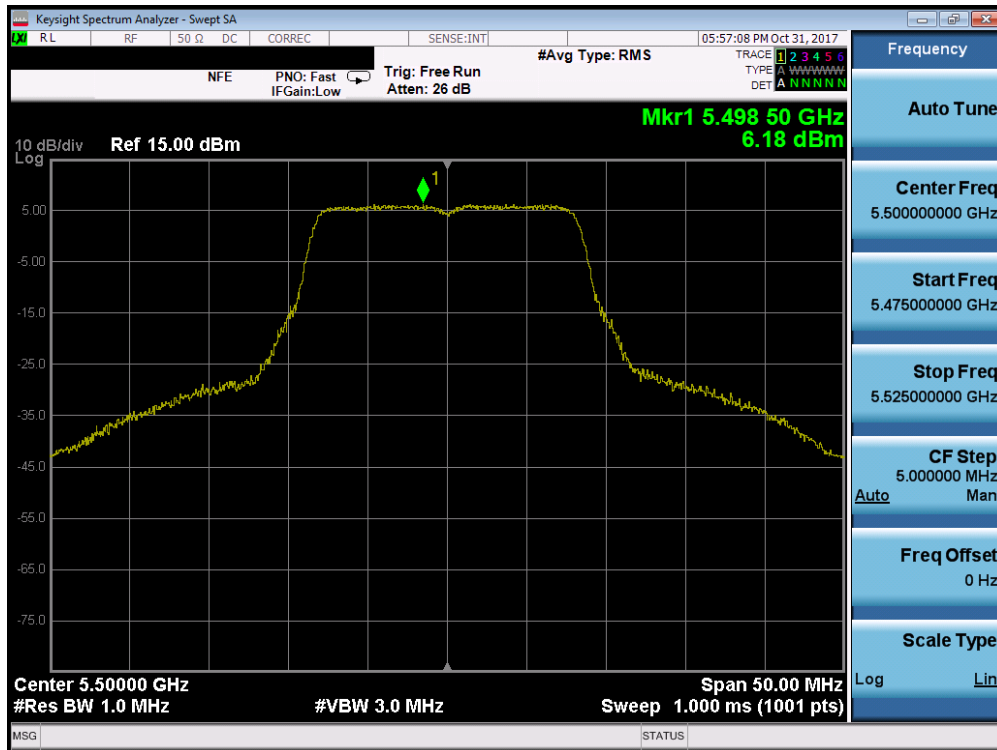 Keysight Spectrum Analyzer - Swept SA
LXI RL RF 50 Ω DC CORREC SENSE:INT 05:57:08 PM Oct 31, 2017
NFE
PNO: Fast
IFGain:Low
Trig: Free Run
Atten: 26 dB
#Avg Type: RMS
TRACE 1 2 3 4 5 6
TYPE A WWWWW
DET A N N N N N
Mkr1 5.498 50 GHz
6.18 dBm
10 dB/div
Log
Ref 15.00 dBm
1
5.00
-5.00
-15.0
-25.0
-35.0
-45.0
-55.0
-65.0
-75.0
Center 5.50000 GHz
Span 50.00 MHz
#Res BW 1.0 MHz
#VBW 3.0 MHz
Sweep 1.000 ms (1001 pts)
MSG
STATUS
Frequency
Auto Tune
Center Freq
5.500000000 GHz
Start Freq
5.475000000 GHz
Stop Freq
5.525000000 GHz
CF Step
5.000000 MHz
Auto Man
Freq Offset
0 Hz
Scale Type
Log Lin